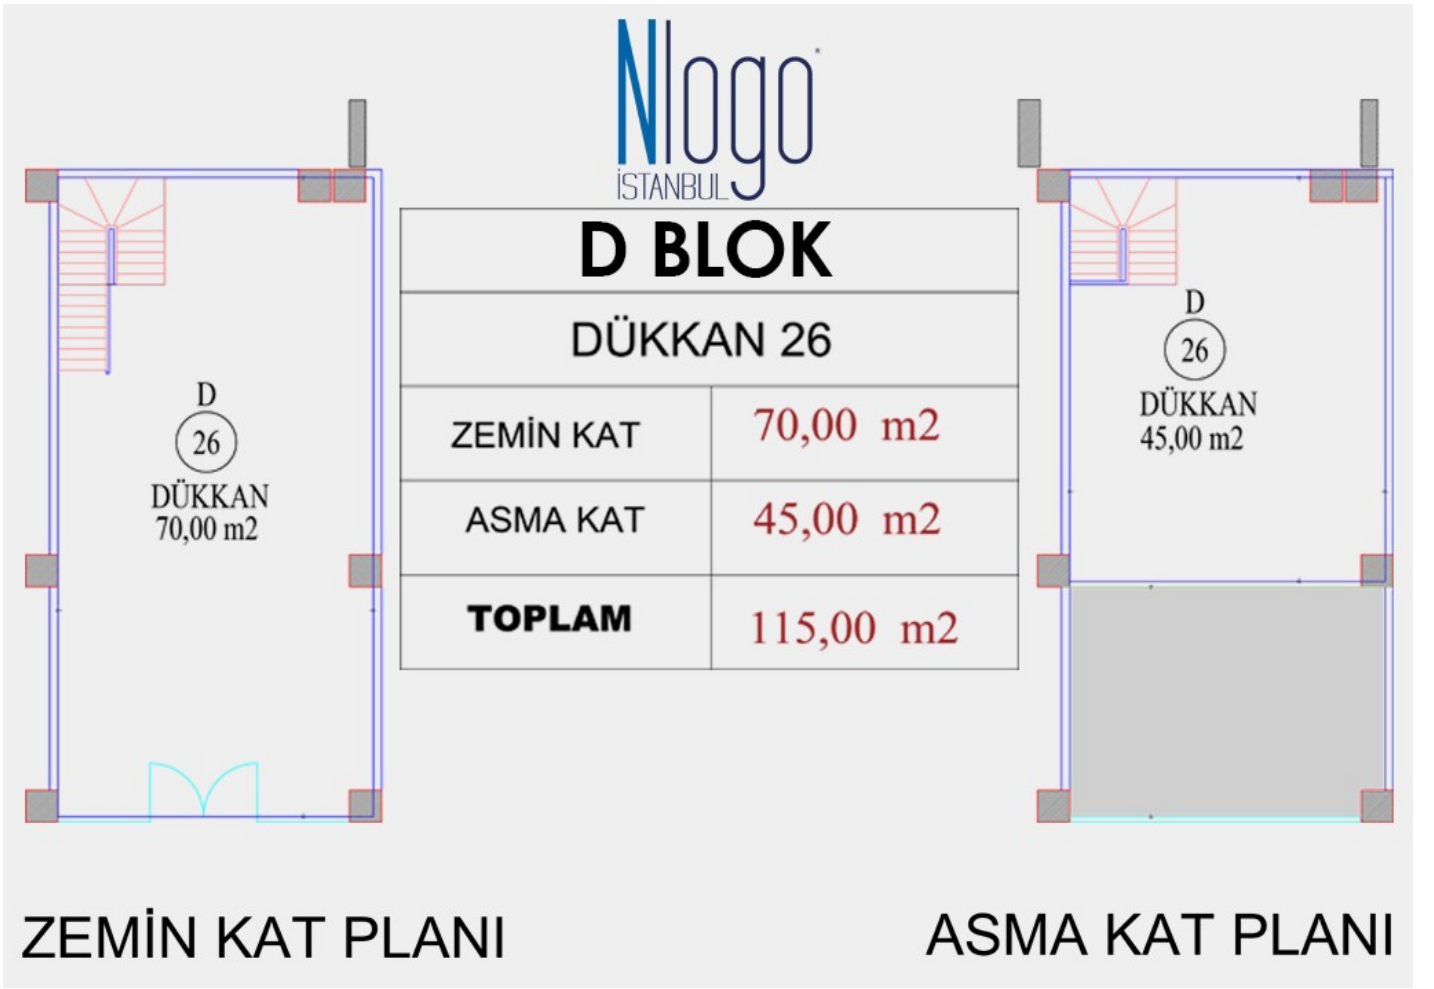 Nlogo
İSTANBUL
D BLOK
DÜKKAN 26
ZEMİN KAT 70,00 m2
ASMA KAT 45,00 m2
TOPLAM 115,00 m2
D
26
DÜKKAN
70,00 m2
D
26
DÜKKAN
45,00 m2
ZEMİN KAT PLANI
ASMA KAT PLANI